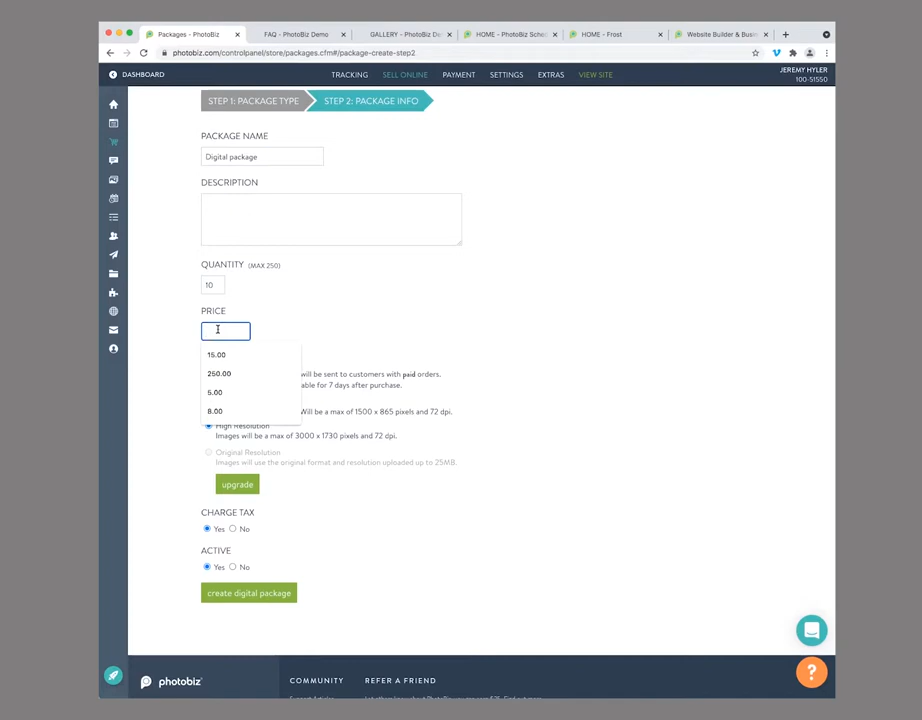 Packages - PhotoBiz
FAQ - PhotoBiz Demo
GALLERY - PhotoBiz De
HOME - PhotoBiz Sche
HOME - Frost
Website Builder & Busin
photobiz.com/controlpanel/store/packages.cfm#/package-create-step2
DASHBOARD
TRACKING SELL ONLINE PAYMENT SETTINGS EXTRAS VIEW SITE
JEREMY HYLER
100-51550
STEP 1: PACKAGE TYPE STEP 2: PACKAGE INFO
PACKAGE NAME
Digital package
DESCRIPTION
QUANTITY (MAX 250)
10
PRICE
15.00
250.00
5.00
8.00
will be sent to customers with paid orders.
able for 7 days after purchase.
Will be a max of 1500 x 865 pixels and 72 dpi.
High Resolution
Images will be a max of 3000 x 1730 pixels and 72 dpi.
Original Resolution
Images will use the original format and resolution uploaded up to 25MB.
upgrade
CHARGE TAX
Yes No
ACTIVE
Yes No
create digital package
photobiz
COMMUNITY
REFER A FRIEND
?